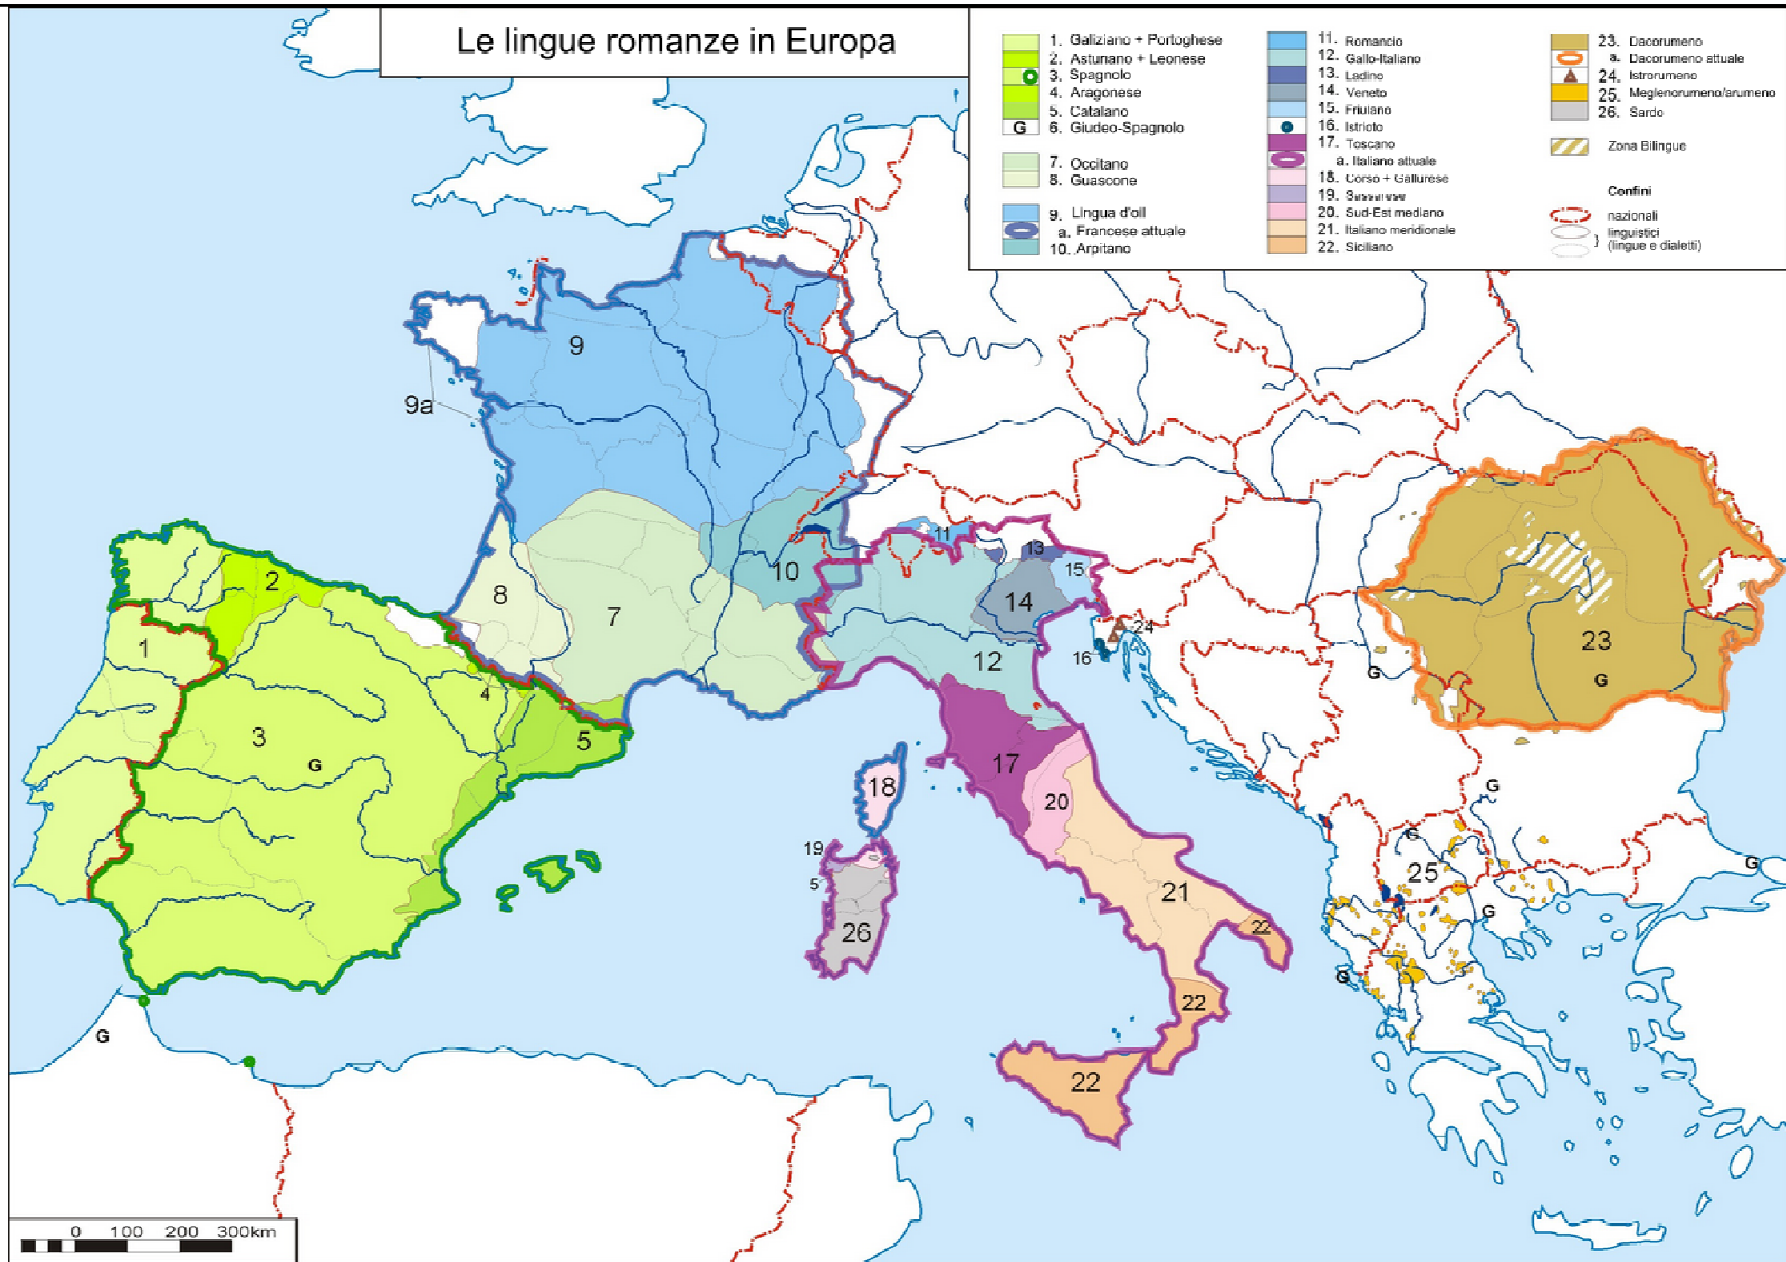 Le lingue romanze in Europa
1. Galiziano + Portoghese
2. Asturiano + Leonese
3. Spagnolo
4. Aragonese
5. Catalano
G 6. Giudeo-Spagnolo
7. Occitano
8. Guascone
9. Lingua d'oïl
a. Francese attuale
10. Arpitano
11. Romancio
12. Gallo-Italiano
13. Ladino
14. Veneto
15. Friulano
16. Istrioto
17. Toscano
a. Italiano attuale
18. Corso + Gallurese
19. Sassarese
20. Sud-Est mediano
21. Italiano meridionale
22. Siciliano
23. Dacorumeno
a. Dacorumeno attuale
24. Istrorumeno
25. Meglenorumeno/arumeno
26. Sardo
Zona Bilingue
Confini
nazionali
linguistici
(lingue e dialetti)
9
9a
11
13
10
15
2
8
14
7
24
1
23
16
12
4
G
G
3
5
G
17
18
G
20
G
19
25
G
5
21
G
22
26
G
22
G
22
0 100 200 300km